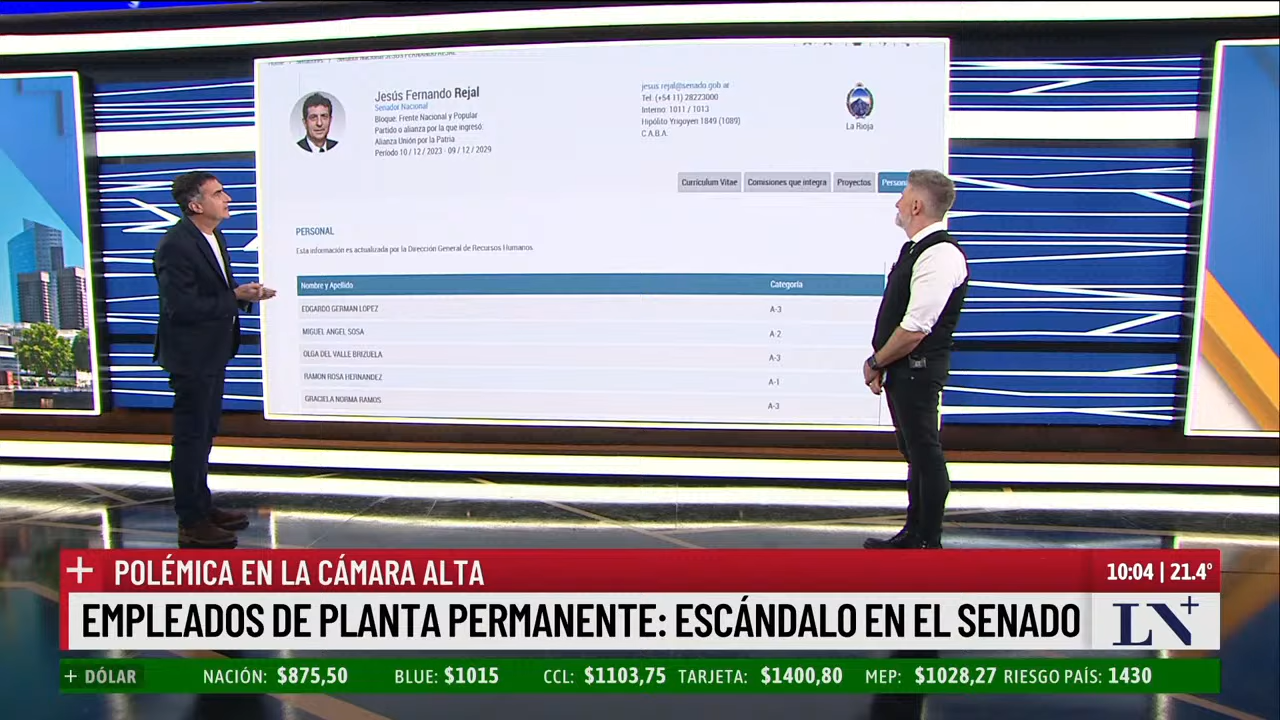 Jesús Fernando Rejal
Senador Nacional
Bloque: Frente Nacional y Popular
Partido o alianza por la que ingresó:
Alianza Unión por la Patria
Período 10 / 12 / 2023 - 09 / 12 / 2029
jesus.rejal@senado.gob.ar
Tel: (+54 11) 28223000
Interno: 1011 / 1013
Hipólito Yrigoyen 1849 (1089)
C.A.B.A.
La Rioja
Currículum Vitae
Comisiones que integra
Proyectos
PERSONAL
Esta información es actualizada por la Dirección General de Recursos Humanos
Nombre y Apellido Categoría
EDGARDO GERMAN LOPEZ A-3
MIGUEL ANGEL SOSA A-2
OLGA DEL VALLE BRIZUELA A-3
RAMON ROSA HERNANDEZ A-1
GRACIELA NORMA RAMOS A-3
+ POLÉMICA EN LA CÁMARA ALTA 10:04 | 21.4°
EMPLEADOS DE PLANTA PERMANENTE: ESCÁNDALO EN EL SENADO LN+
+ DÓLAR NACIÓN: $875,50 BLUE: $1015 CCL: $1103,75 TARJETA: $1400,80 MEP: $1028,27 RIESGO PAÍS: 1430